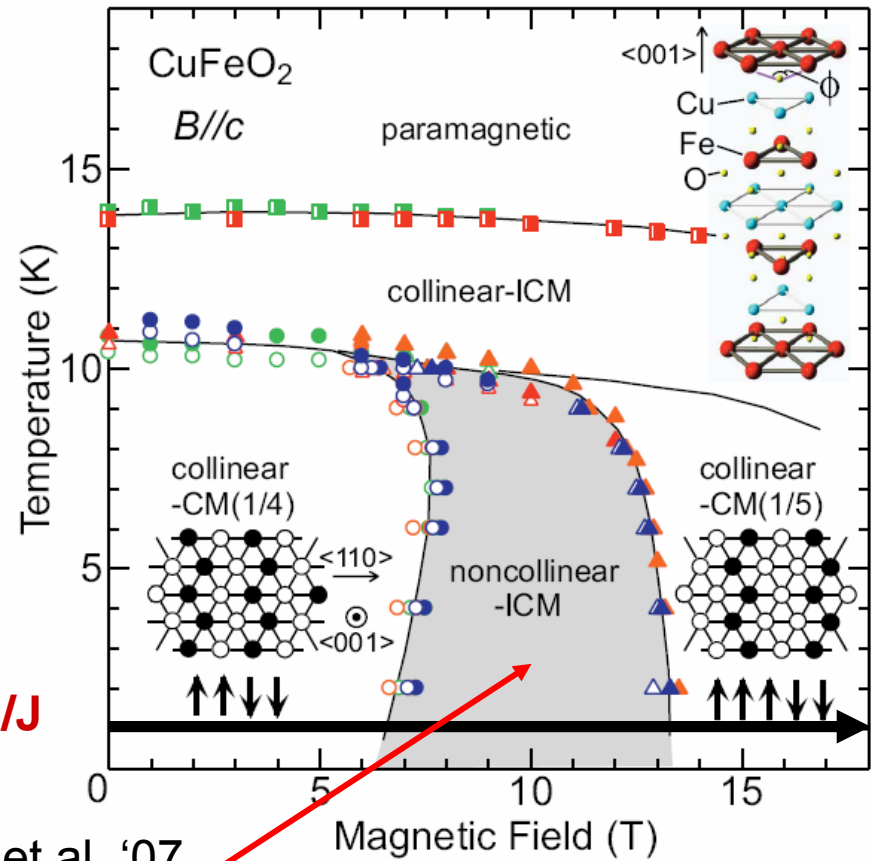 CuFeO₂
B//c
paramagnetic
<001>
ϕ
Cu
Fe
O
15
collinear-ICM
10
Temperature (K)
collinear
-CM(1/4)
<110>
<001>
noncollinear
-ICM
collinear
-CM(1/5)
5
/J
0
5
10
15
Magnetic Field (T)
et al. ‘07